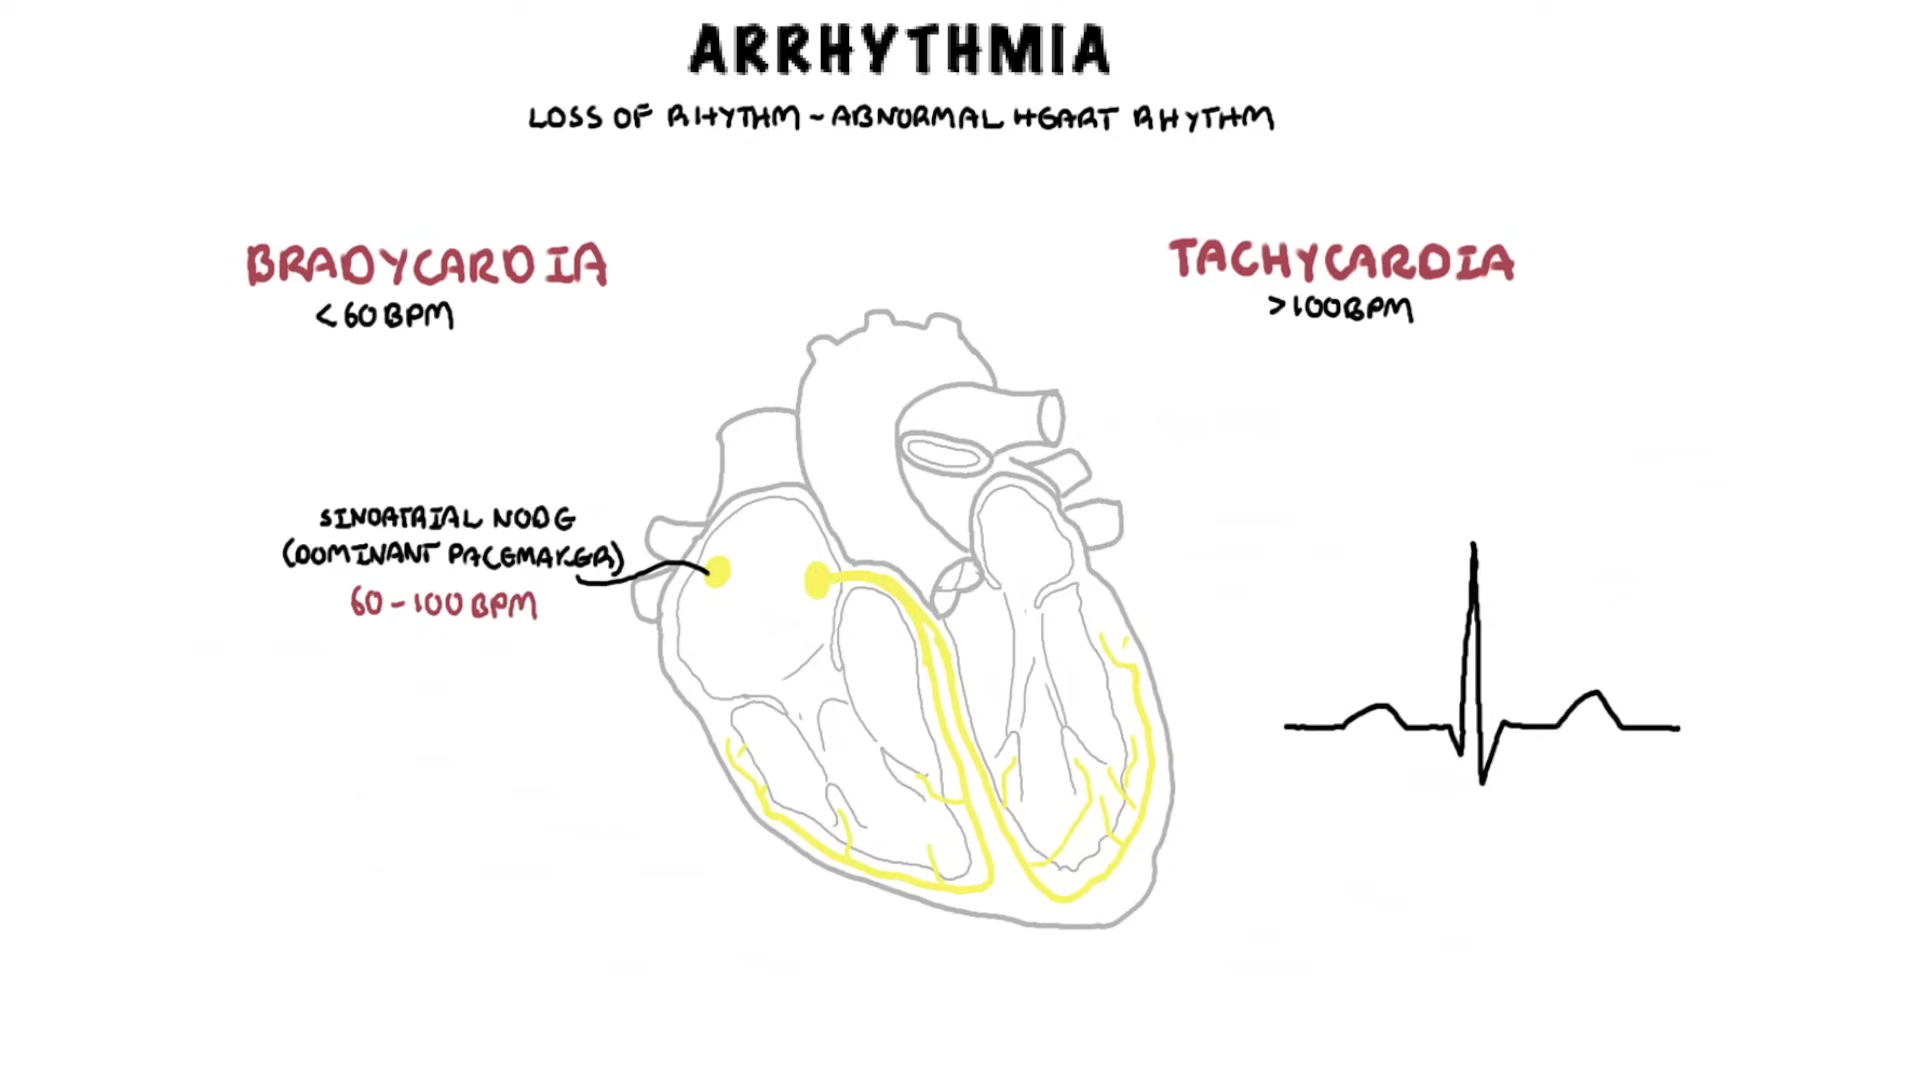 ARRHYTHMIA
LOSS OF RHYTHM - ABNORMAL HEART RHYTHM
BRADYCARDIA
<60 BPM
TACHYCARDIA
>100BPM
SINOATRIAL NODE
(DOMINANT PACEMAKER)
60-100 BPM